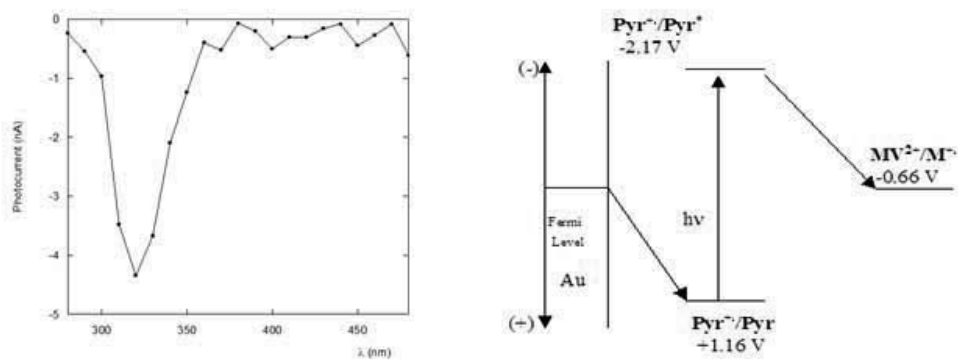 0
-1
-2
-3
-4
-5
Photocurrent (nA)
300
350
400
450
λ (nm)
Pyr⁺·/Pyr*
-2.17 V
(-)
MV²⁺/M⁺·
-0.66 V
Fermi
Level
hν
Au
(+)
Pyr⁺·/Pyr
+1.16 V